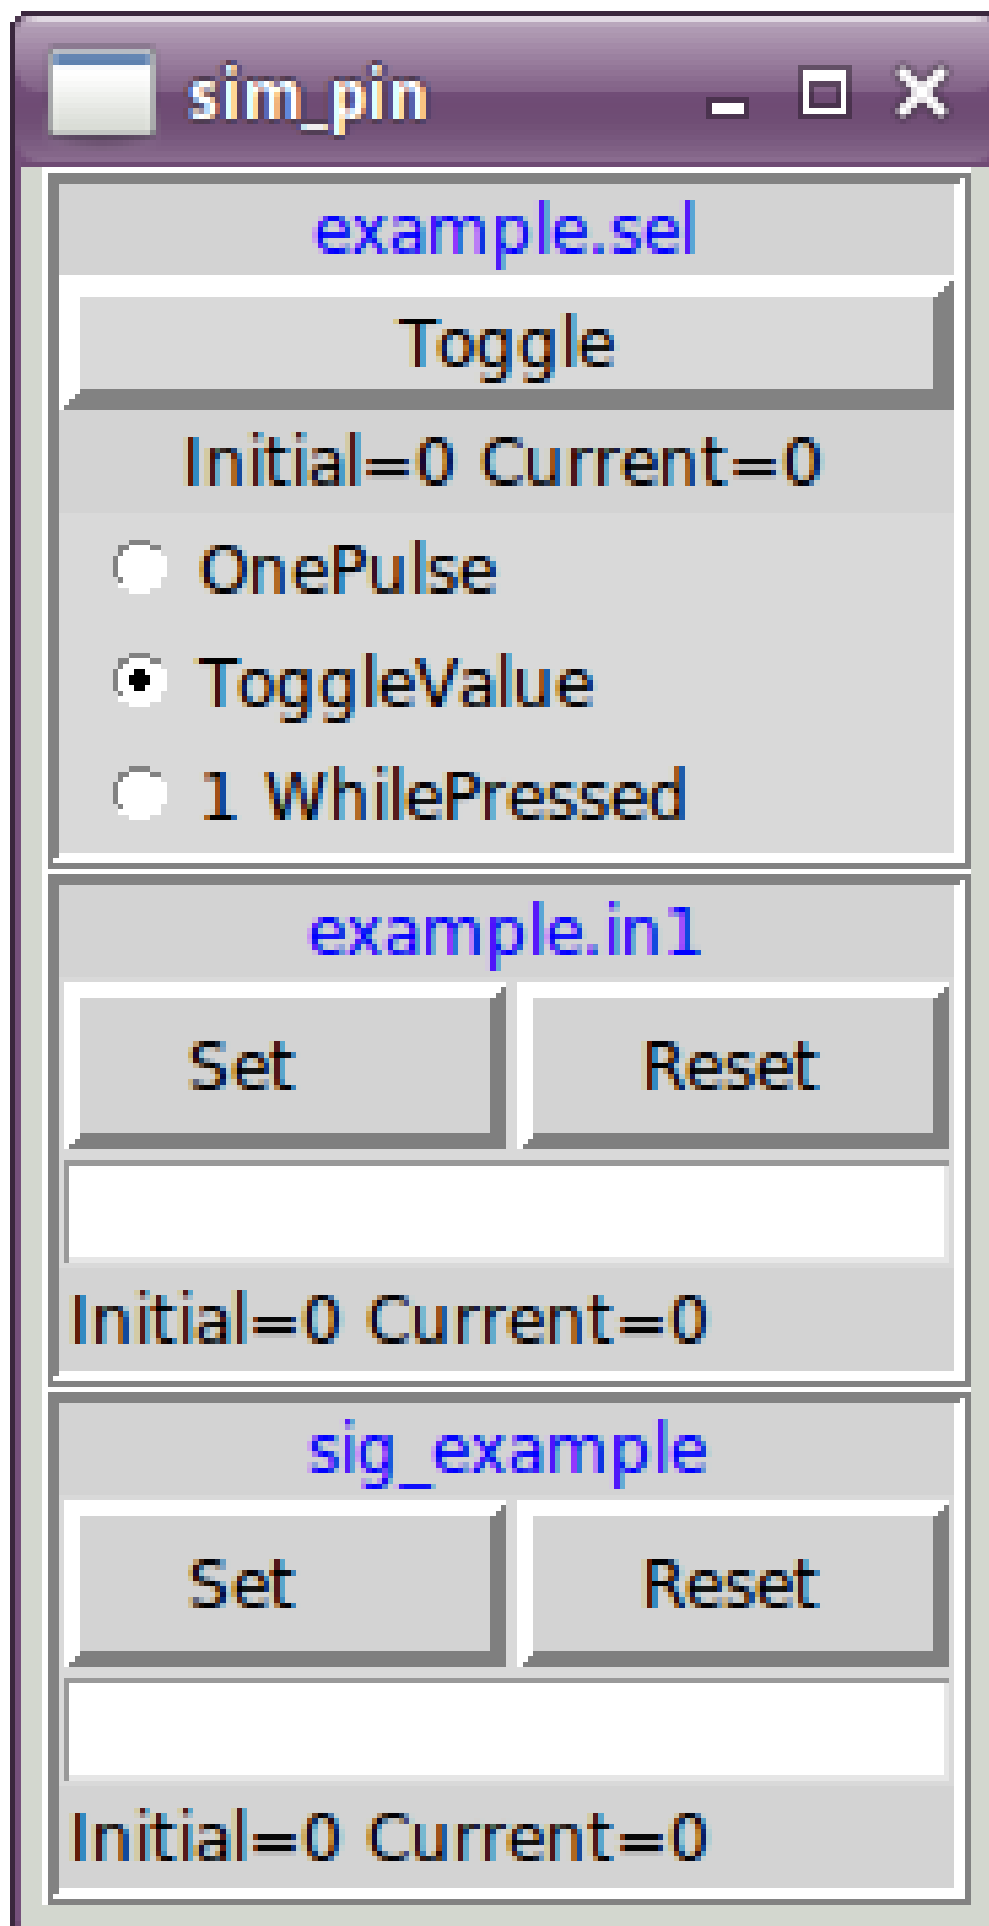 sim_pin
example.sel
Toggle
Initial=0 Current=0
OnePulse
ToggleValue
1 WhilePressed
example.in1
Set Reset
Initial=0 Current=0
sig_example
Set Reset
Initial=0 Current=0